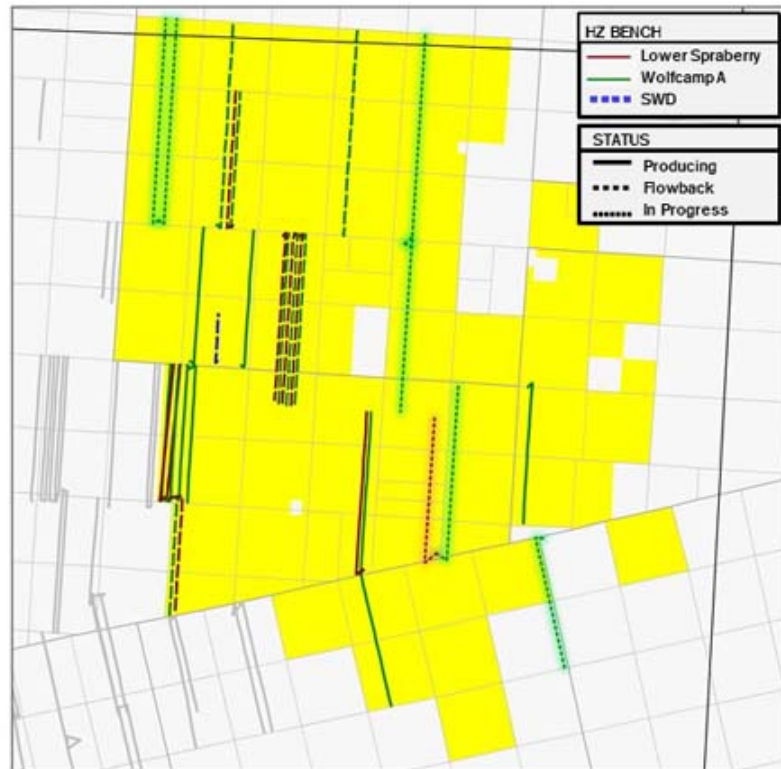 HZ BENCH
Lower Spraberry
Wolfcamp A
SWD
STATUS
Producing
Flowback
In Progress